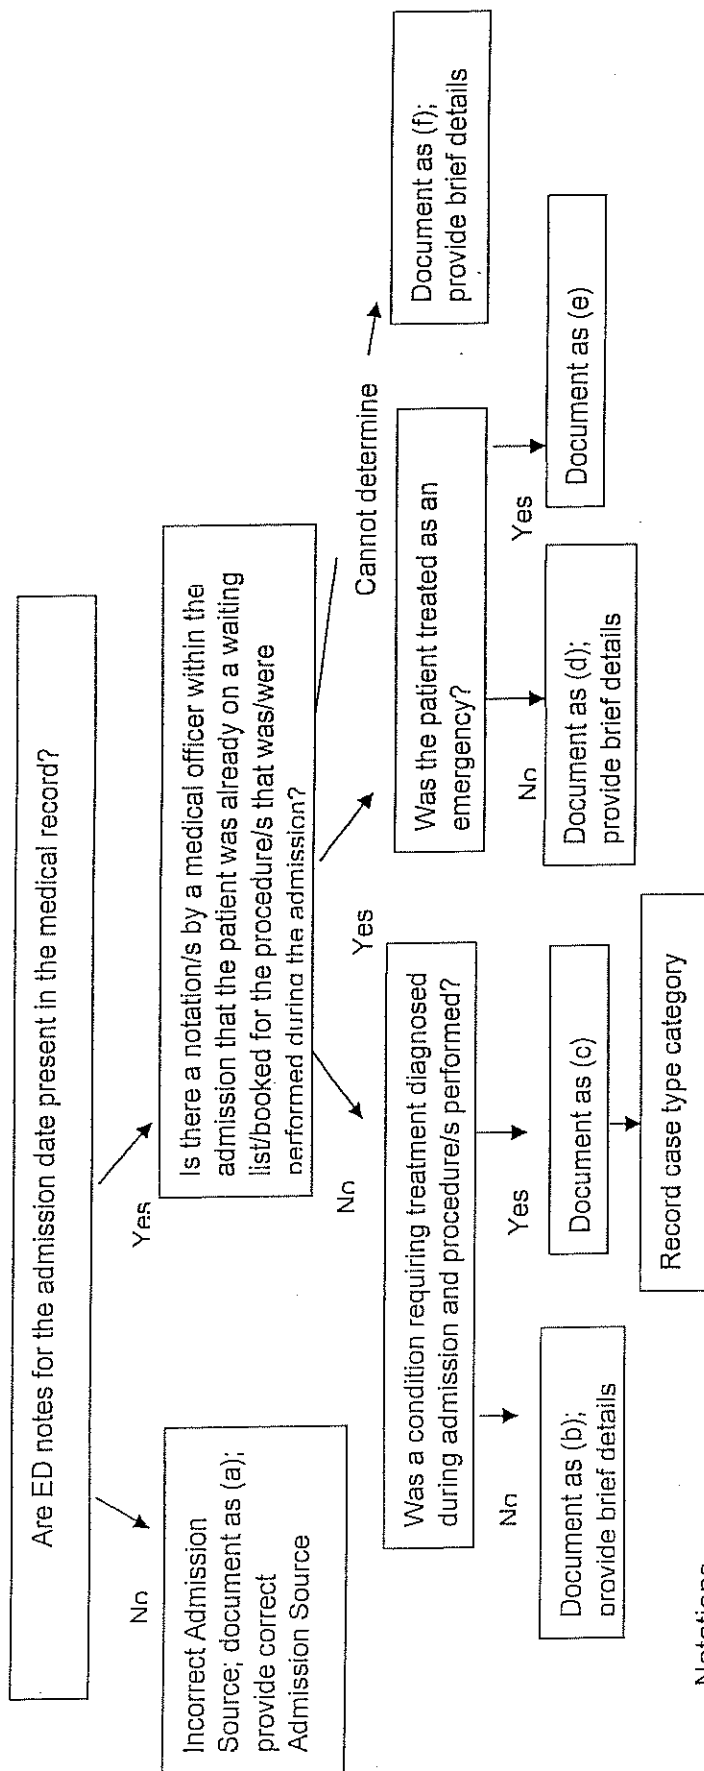 Are ED notes for the admission date present in the medical record?
No
Yes
Incorrect Admission
Source; document as (a);
provide correct
Admission Source
Is there a notation/s by a medical officer within the
admission that the patient was already on a waiting
list/booked for the procedure/s that was/were
performed during the admission?
No
Yes
Cannot determine
Was a condition requiring treatment diagnosed
during admission and procedure/s performed?
Was the patient treated as an
emergency?
Document as (f);
provide brief details
No
Yes
No
Yes
Document as (b);
provide brief details
Document as (c)
Document as (d);
provide brief details
Document as (e)
Record case type category
Notations